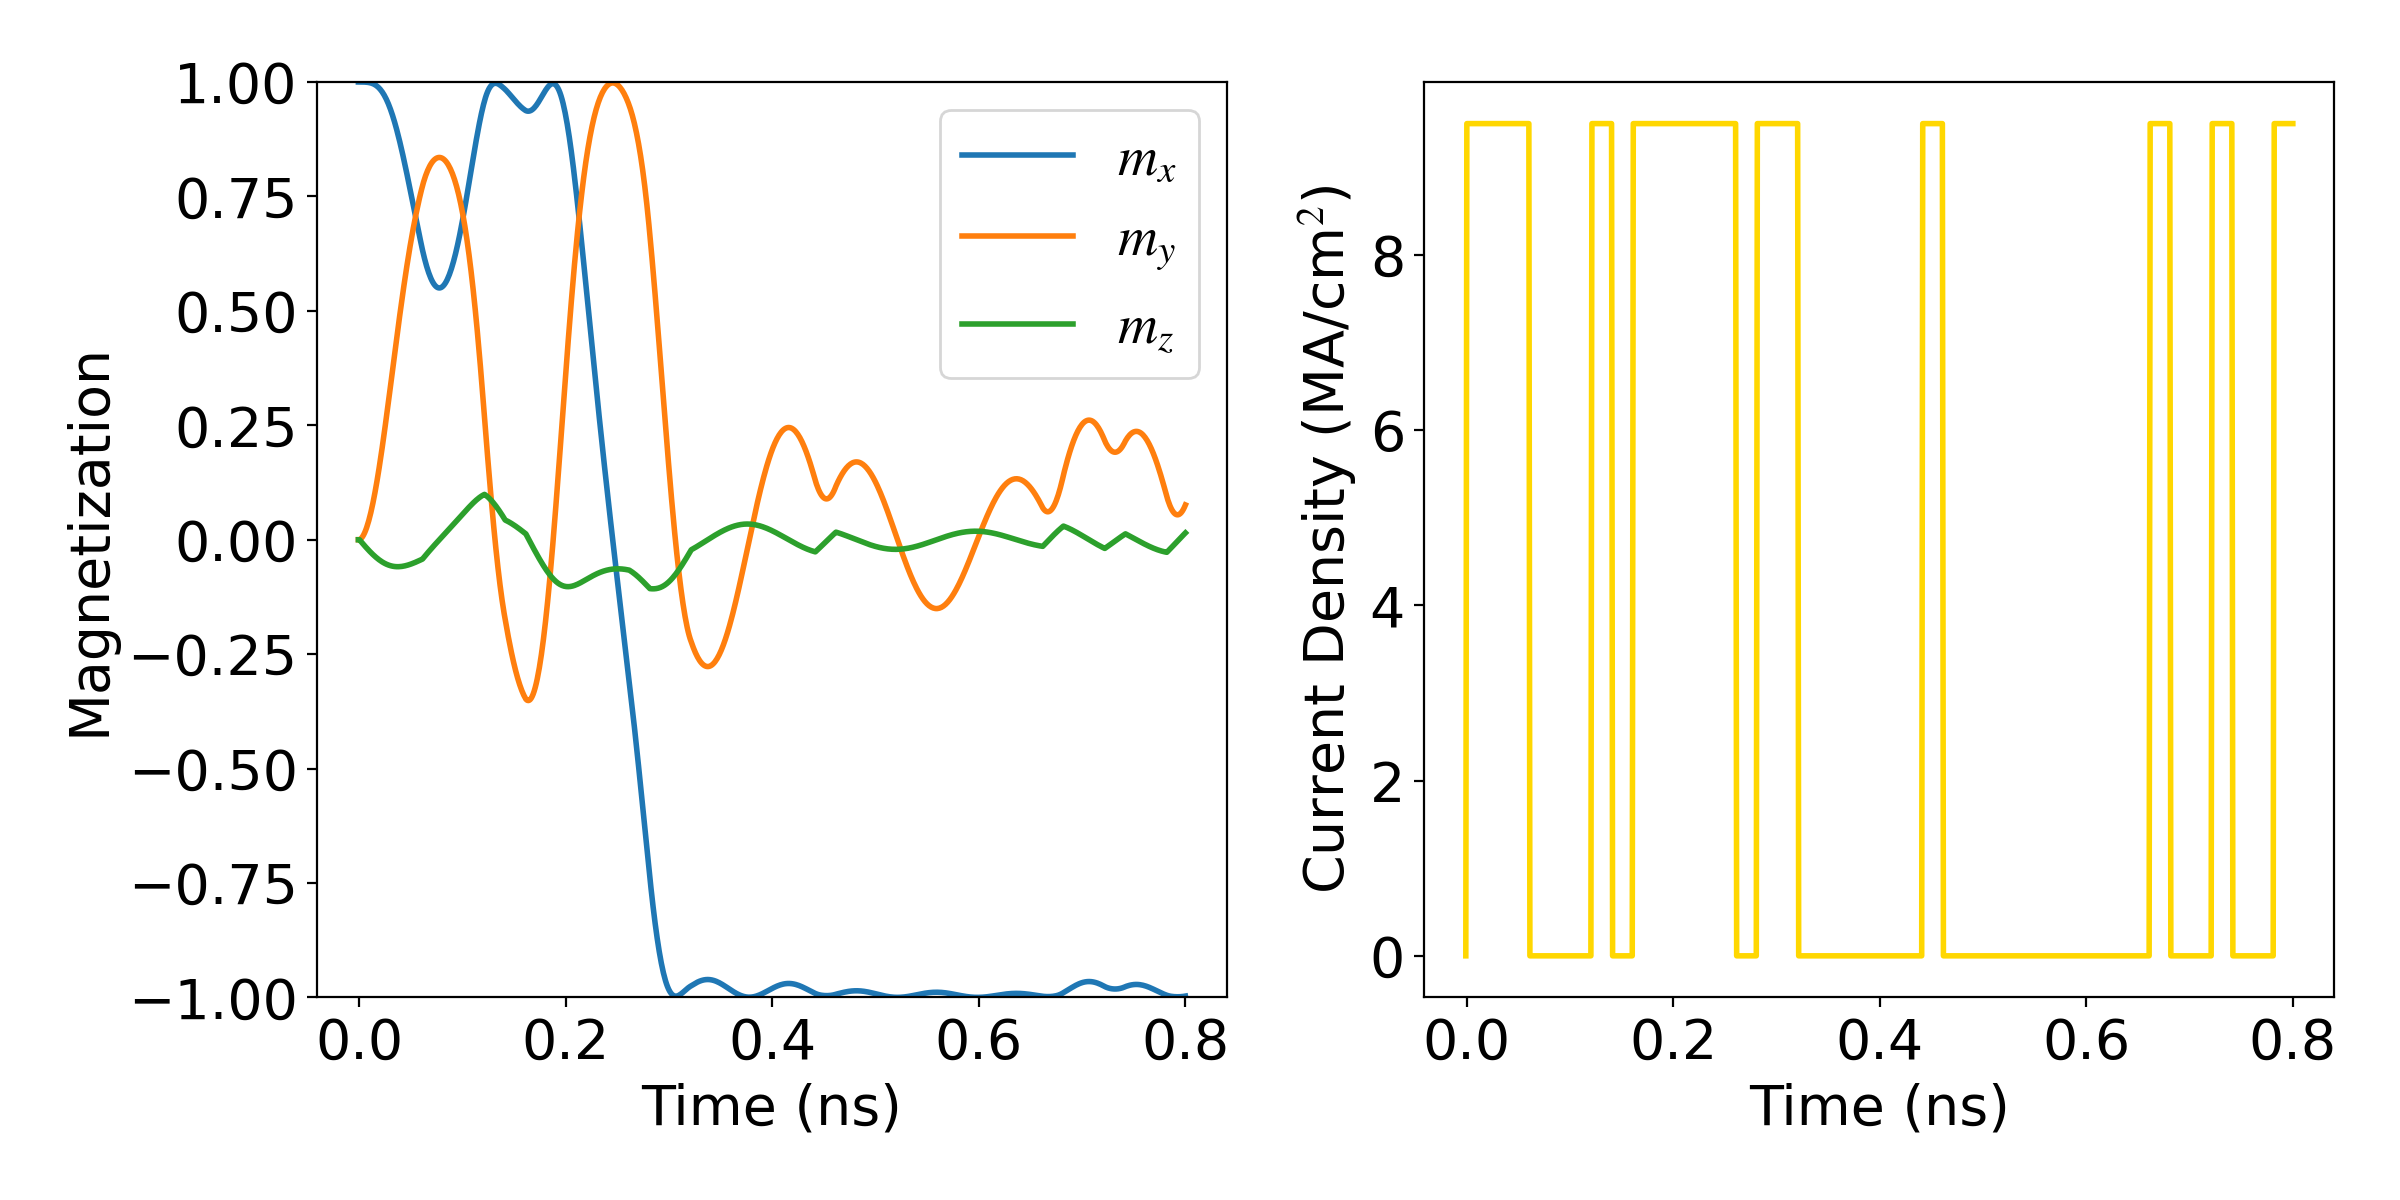 Magnetization
1.00
0.75
0.50
0.25
0.00
−0.25
−0.50
−0.75
−1.00
0.0 0.2 0.4 0.6 0.8
Time (ns)
mₓ
m_y
m_z
Current Density (MA/cm²)
8
6
4
2
0
0.0 0.2 0.4 0.6 0.8
Time (ns)